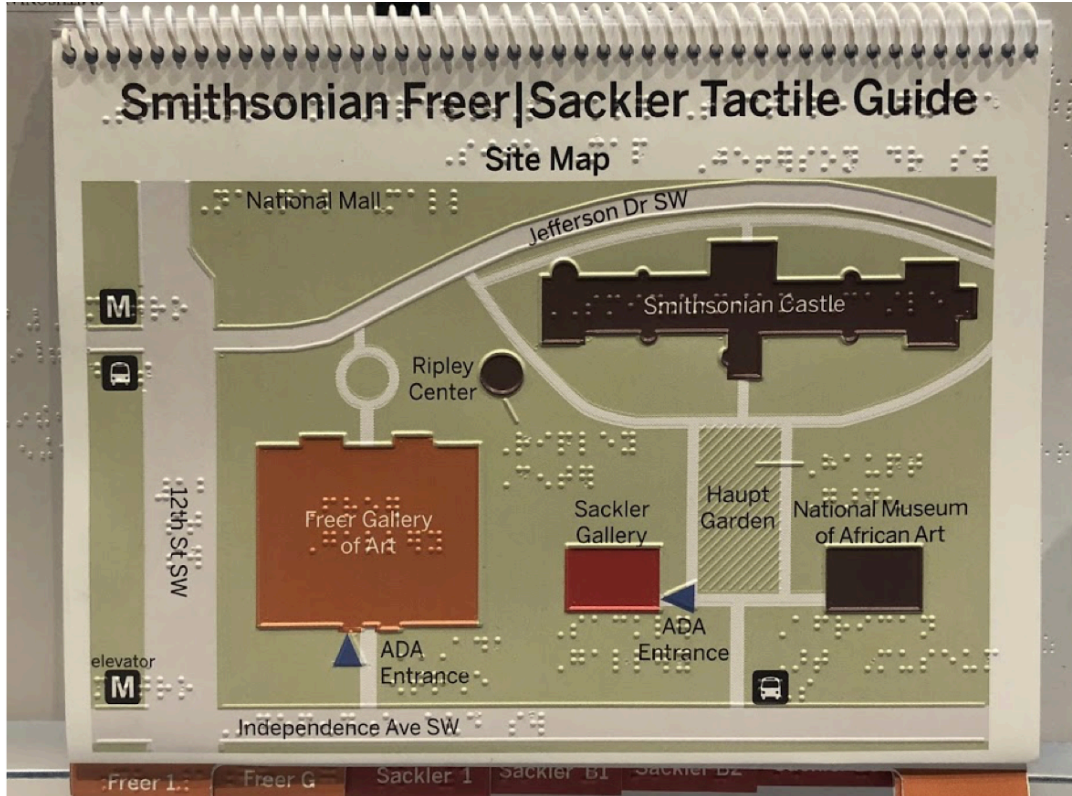 Smithsonian Freer|Sackler Tactile Guide
Site Map
National Mall
Jefferson Dr SW
M
Smithsonian Castle
Ripley
Center
12th St SW
Freer Gallery
of Art
Sackler
Gallery
Haupt
Garden
National Museum
of African Art
ADA
Entrance
ADA
Entrance
elevator
M
Independence Ave SW
Freer 1
Freer G
Sackler 1
Sackler B1
Sackler B2